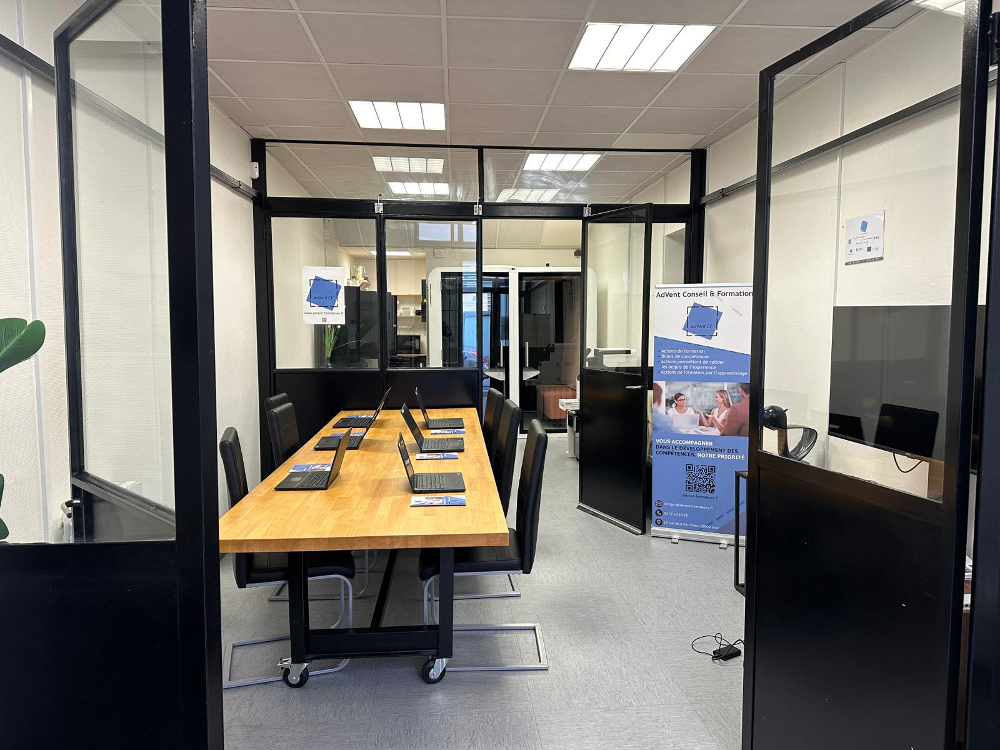 AdVent CF
www.advent-formations.fr
AdVent Conseil & Formation
AdVent CF
• Actions de formation
• Bilans de compétences
• Actions permettant de valider
les acquis de l'expérience
• Actions de formation par l'apprentissage
VOUS ACCOMPAGNER
DANS LE DÉVELOPPEMENT DES
COMPÉTENCES, NOTRE PRIORITÉ
advent-formations.fr
contact@advent-formations.fr
04 72 19 19 29
12 rue de la Part-Dieu, 69003 Lyon